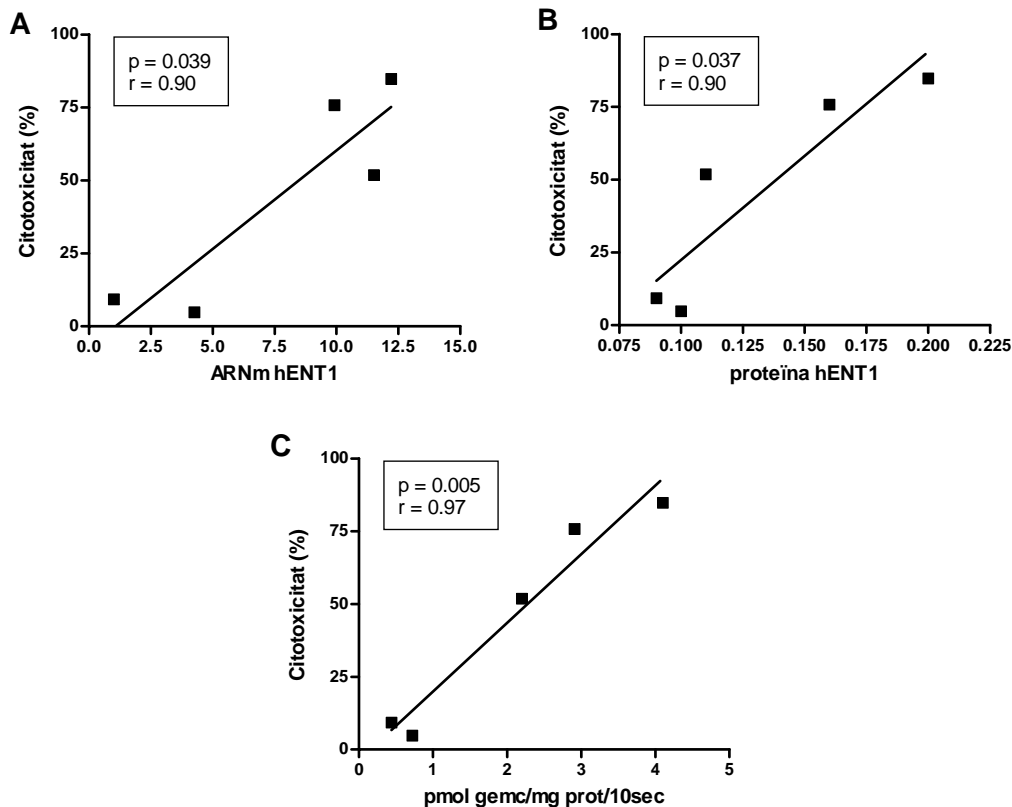 A
p = 0.039
r = 0.90
Citotoxicitat (%)
100
75
50
25
0
0.0 2.5 5.0 7.5 10.0 12.5 15.0
ARNm hENT1
B
p = 0.037
r = 0.90
Citotoxicitat (%)
100
75
50
25
0
0.075 0.100 0.125 0.150 0.175 0.200 0.225
proteïna hENT1
C
p = 0.005
r = 0.97
Citotoxicitat (%)
100
75
50
25
0
0 1 2 3 4 5
pmol gemc/mg prot/10sec